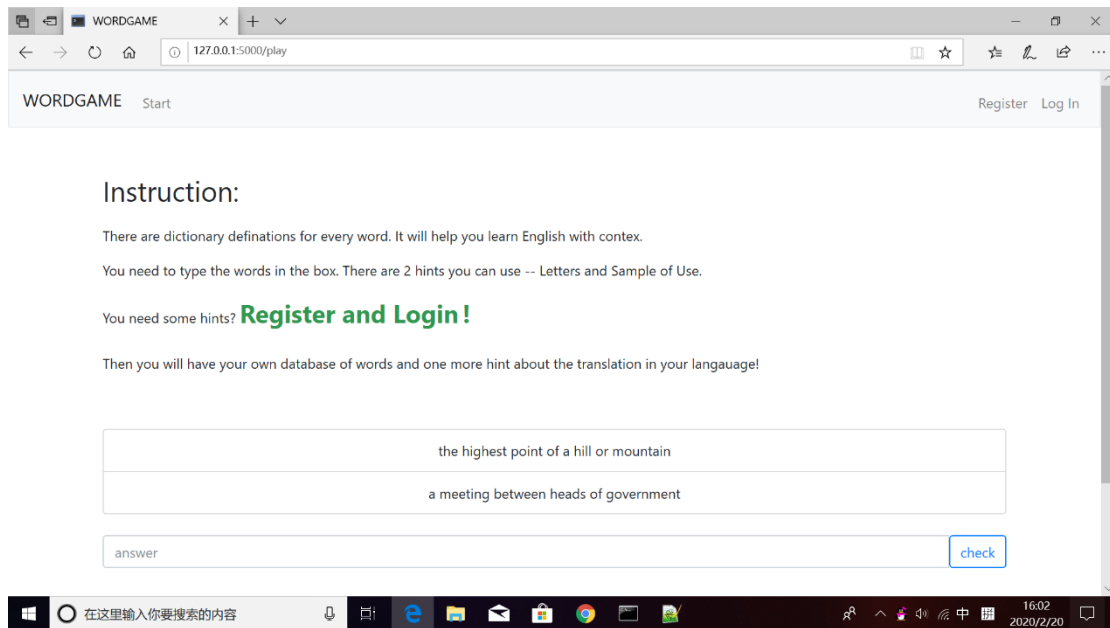 WORDGAME
127.0.0.1:5000/play
WORDGAME Start Register Log In
Instruction:
There are dictionary definations for every word. It will help you learn English with contex.
You need to type the words in the box. There are 2 hints you can use -- Letters and Sample of Use.
You need some hints? Register and Login!
Then you will have your own database of words and one more hint about the translation in your langauage!
the highest point of a hill or mountain
a meeting between heads of government
answer check
在这里输入你要搜索的内容 中 拼 16:02
2020/2/20